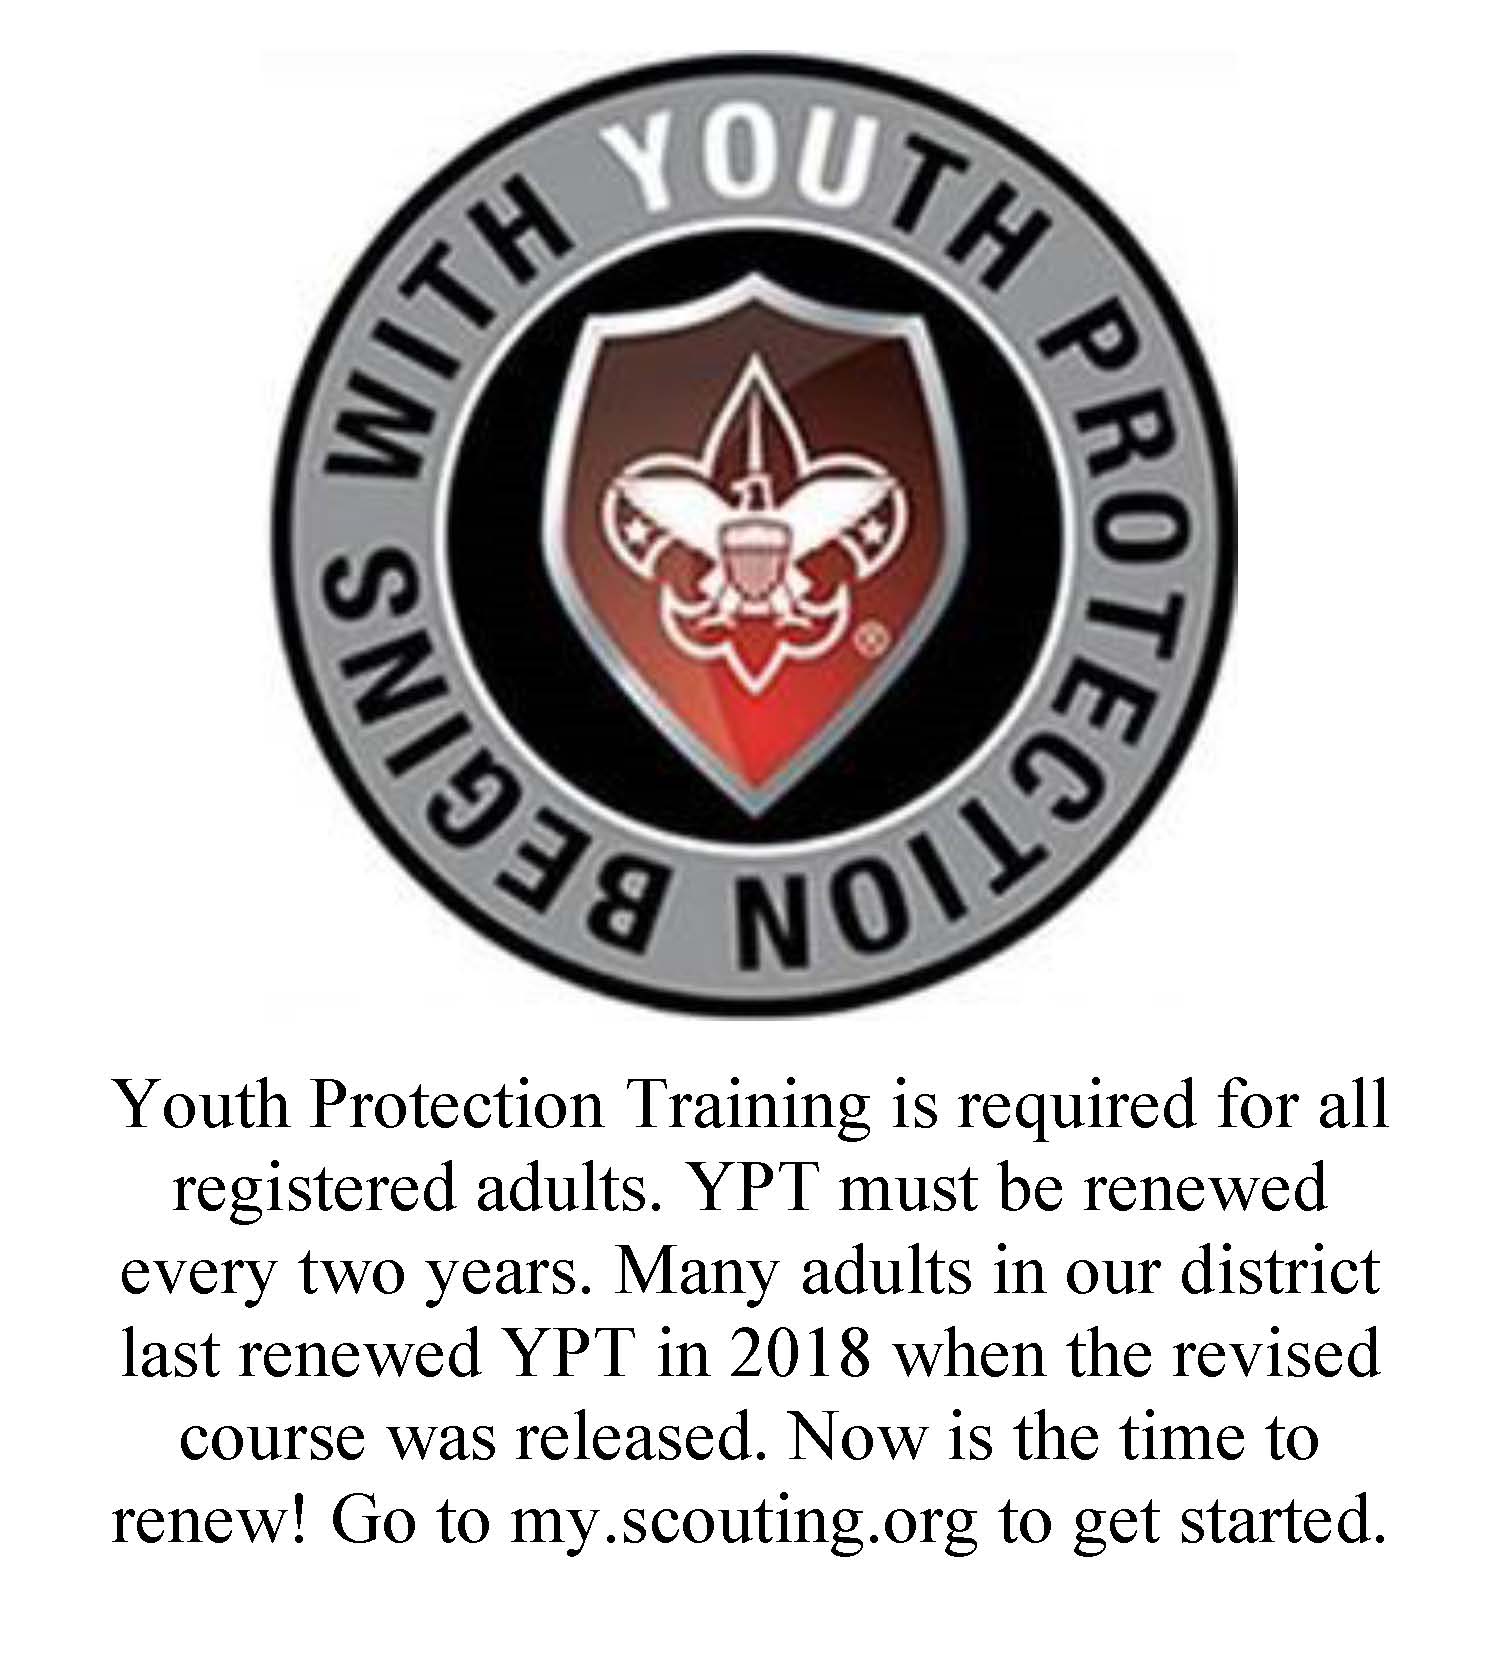 YOUTH PROTECTION BEGINS WITH
®
Youth Protection Training is required for all
registered adults. YPT must be renewed
every two years. Many adults in our district
last renewed YPT in 2018 when the revised
course was released. Now is the time to
renew! Go to my.scouting.org to get started.